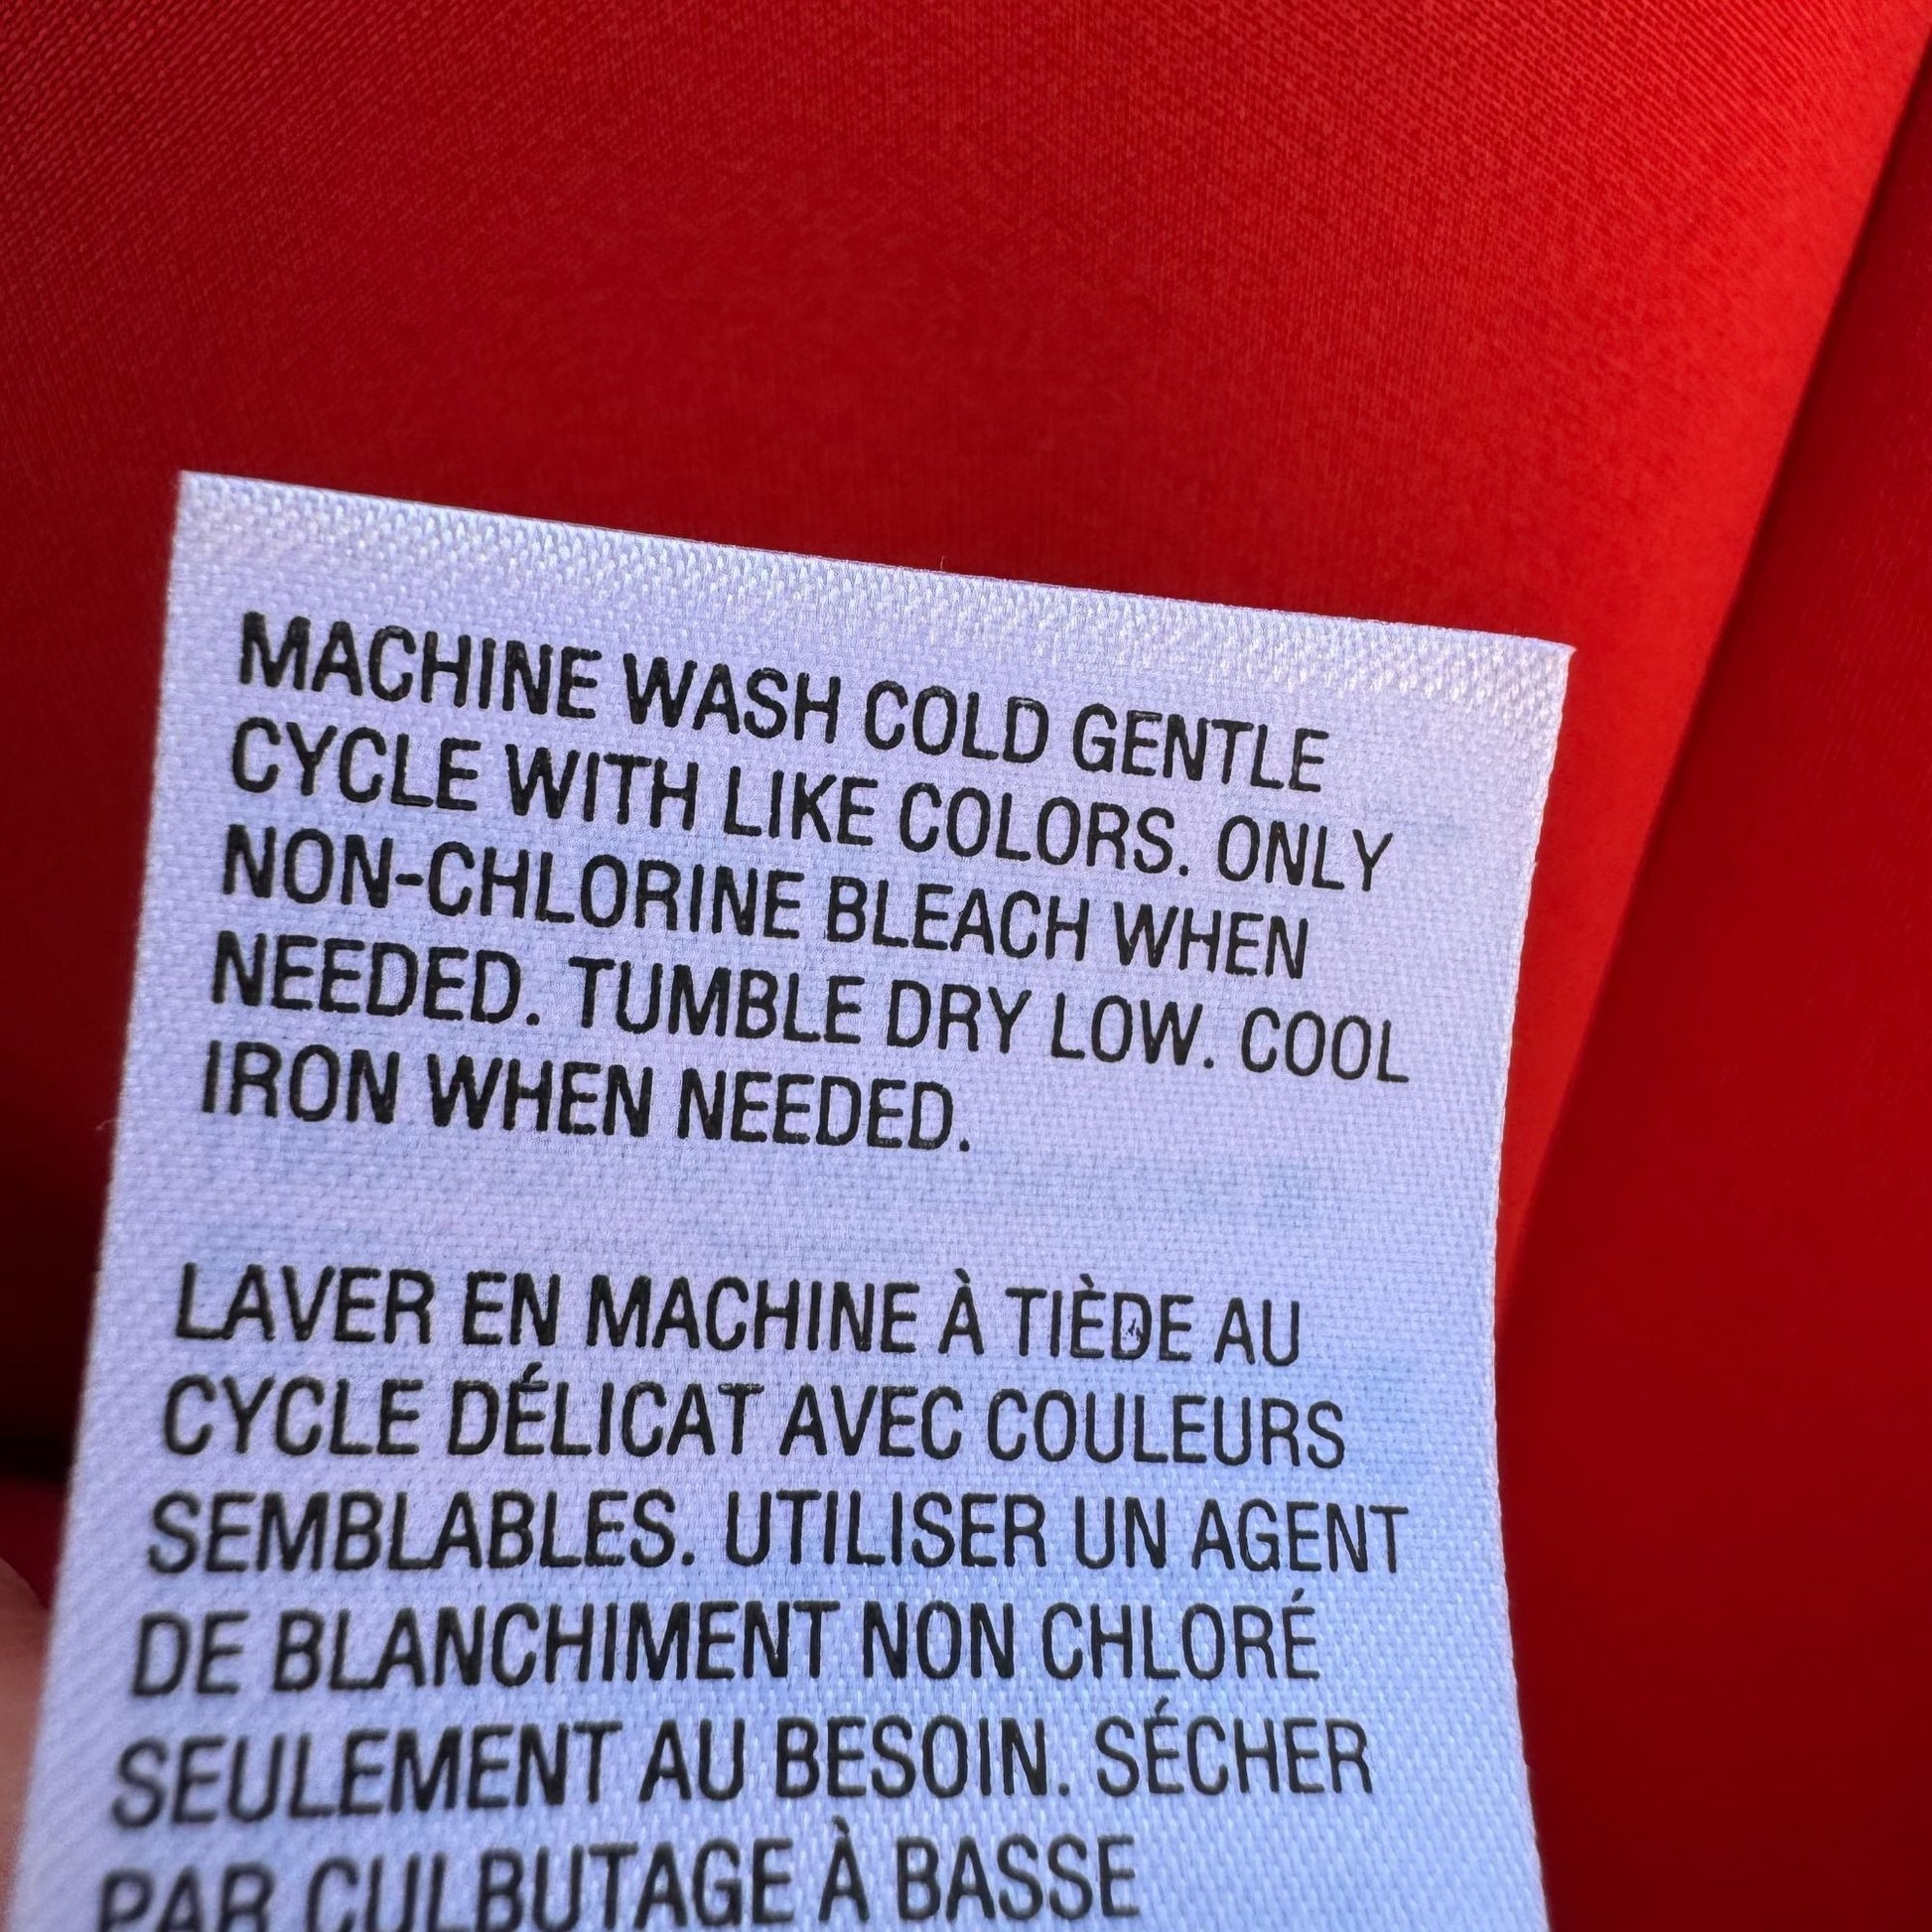 MACHINE WASH COLD GENTLE
CYCLE WITH LIKE COLORS. ONLY
NON-CHLORINE BLEACH WHEN
NEEDED. TUMBLE DRY LOW. COOL
IRON WHEN NEEDED.
LAVER EN MACHINE À TIÈDE AU
CYCLE DÉLICAT AVEC COULEURS
SEMBLABLES. UTILISER UN AGENT
DE BLANCHIMENT NON CHLORÉ
SEULEMENT AU BESOIN. SÉCHER
PAR CULBUTAGE À BASSE